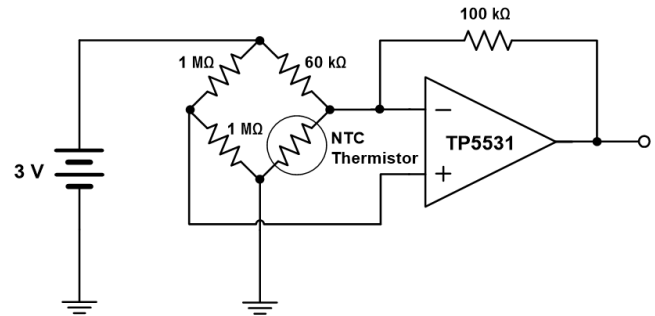 100 kΩ
1 MΩ
60 kΩ
1 MΩ
NTC
Thermistor
−
TP5531
+
3 V